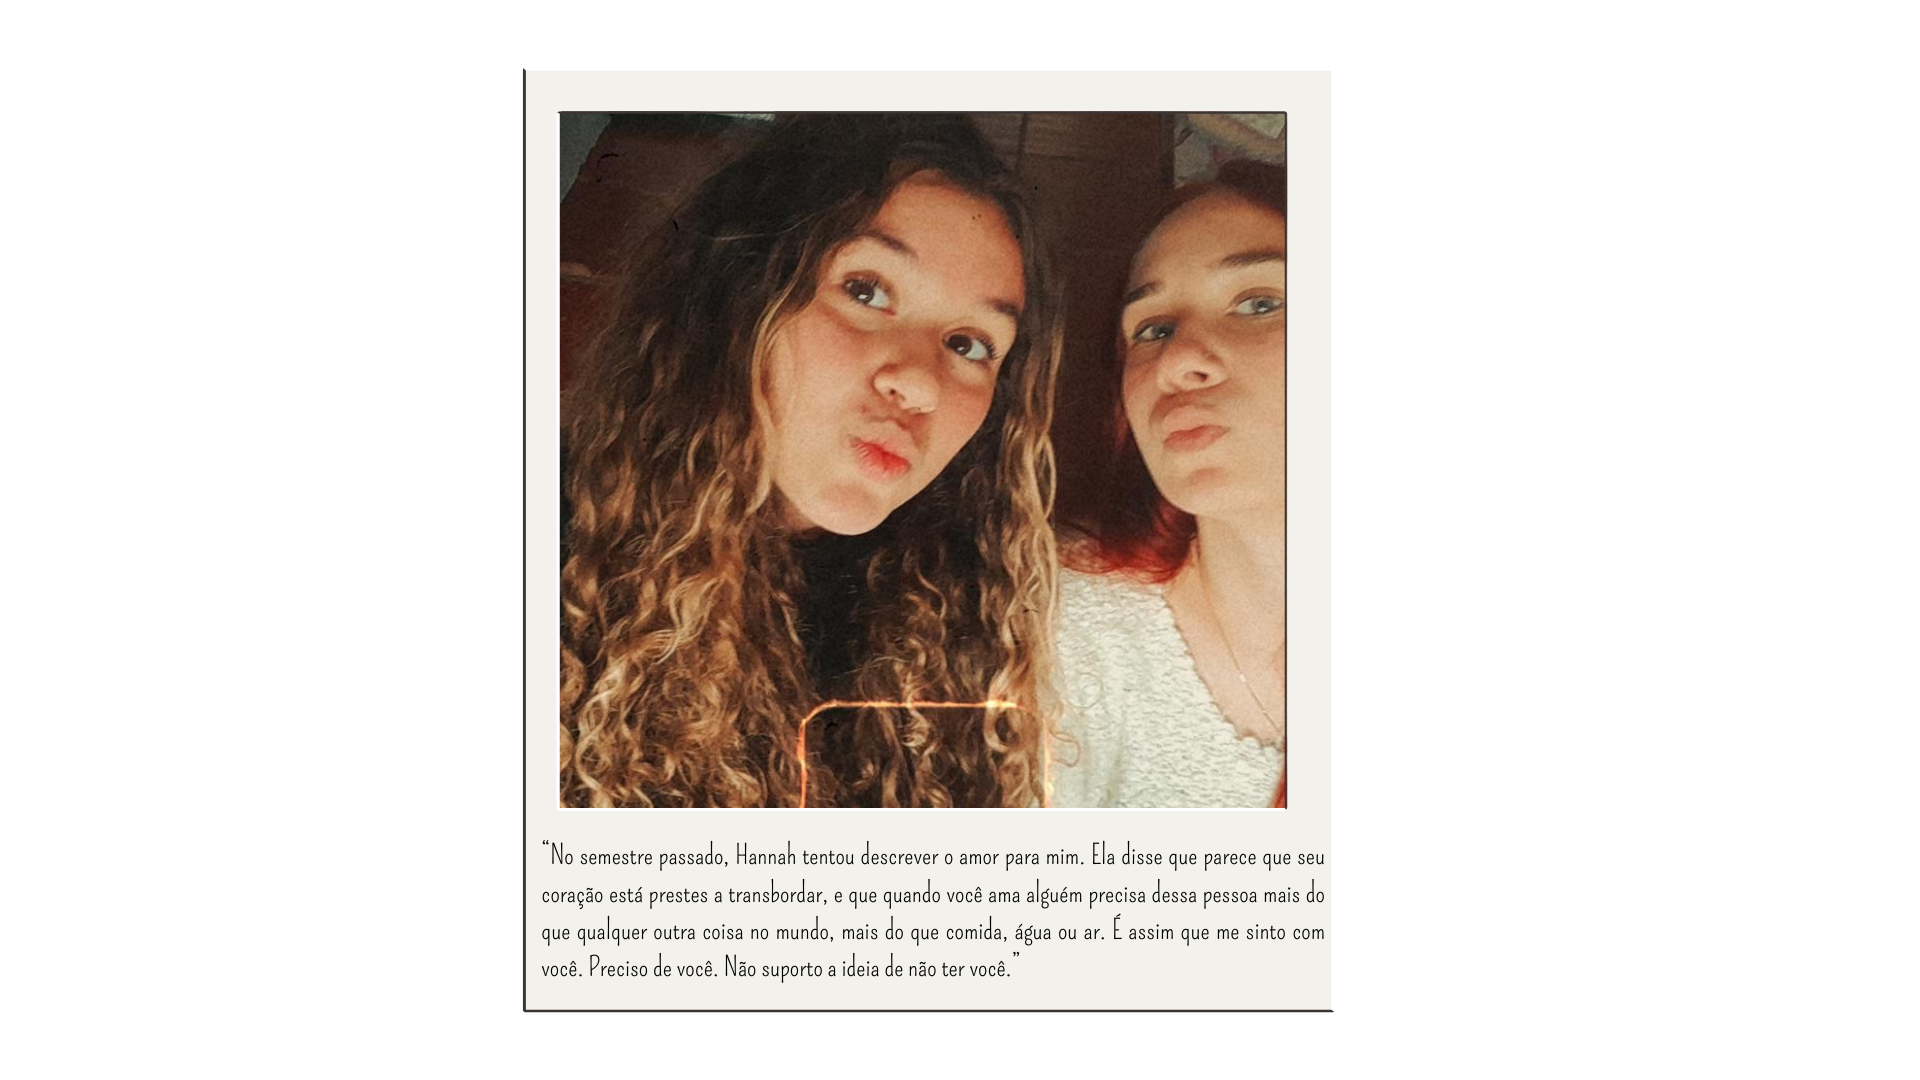 “No semestre passado, Hannah tentou descrever o amor para mim. Ela disse que parece que seu
coração está prestes a transbordar, e que quando você ama alguém precisa dessa pessoa mais do
que qualquer outra coisa no mundo, mais do que comida, água ou ar. É assim que me sinto com
você. Preciso de você. Não suporto a ideia de não ter você.”